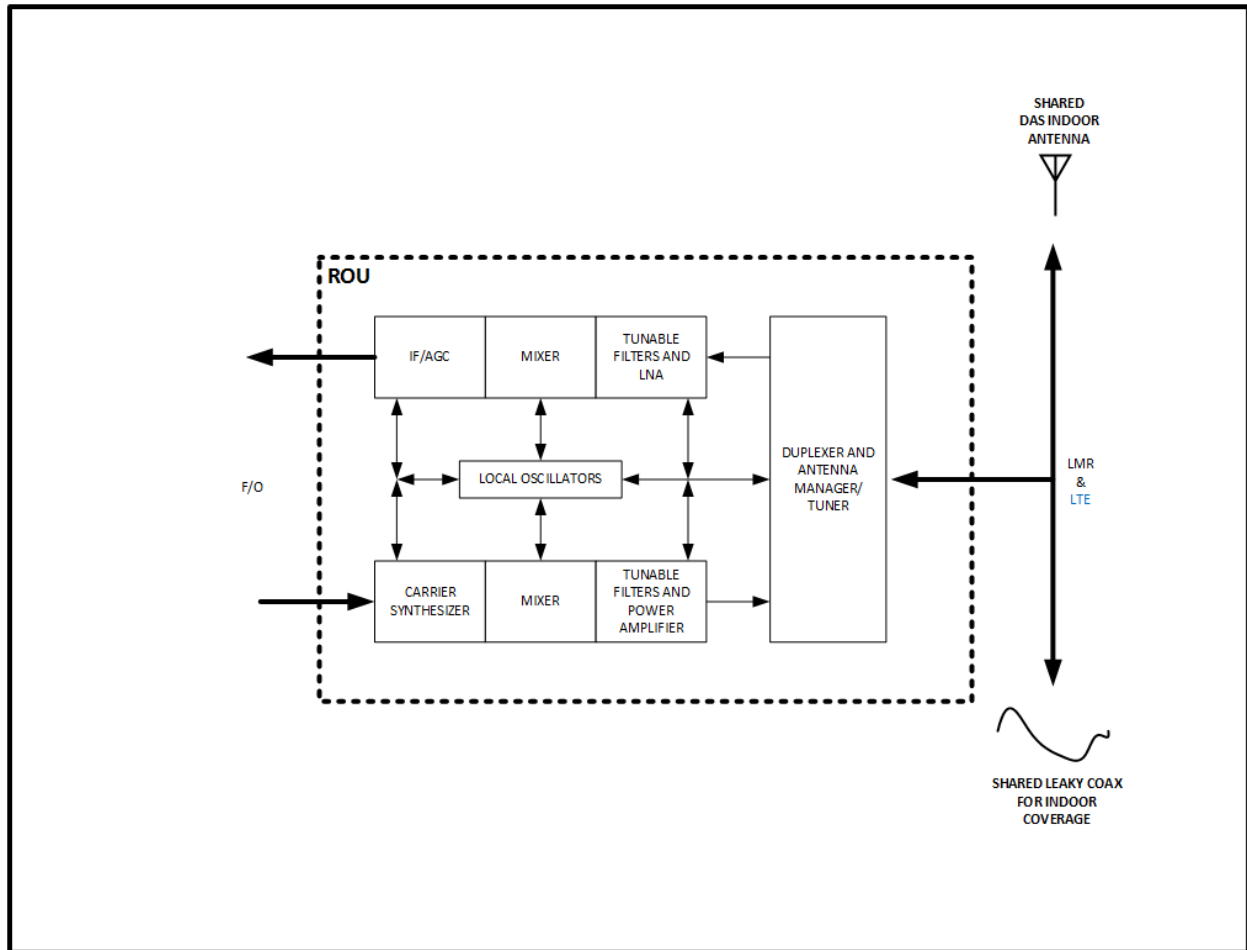 SHARED
DAS INDOOR
ANTENNA
ROU
IF/AGC
MIXER
TUNABLE
FILTERS AND
LNA
DUPLEXER AND
ANTENNA
MANAGER/
TUNER
LOCAL OSCILLATORS
F/O
LMR
&
LTE
CARRIER
SYNTHESIZER
MIXER
TUNABLE
FILTERS AND
POWER
AMPLIFIER
SHARED LEAKY COAX
FOR INDOOR
COVERAGE